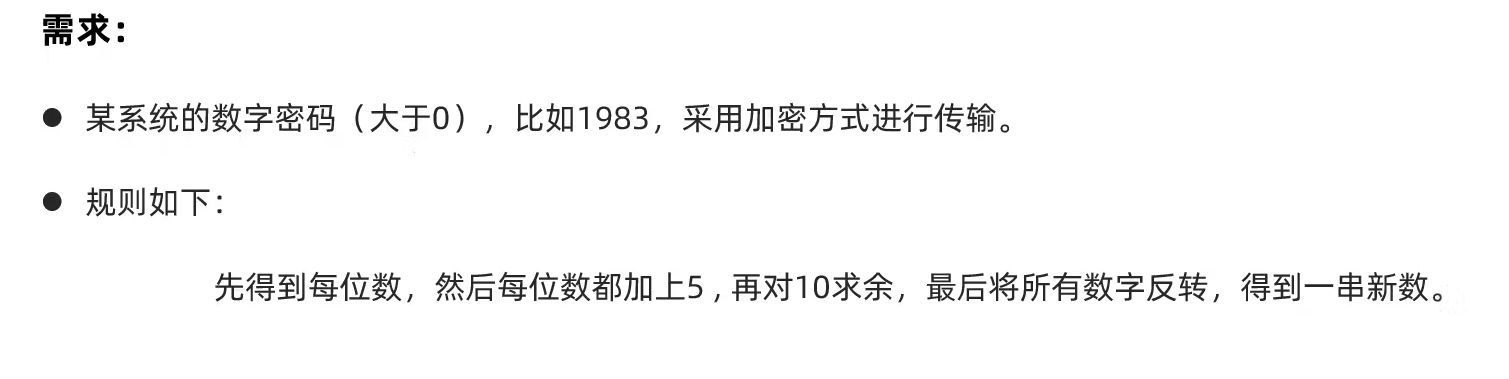 需求：
● 某系统的数字密码（大于0），比如1983，采用加密方式进行传输。
● 规则如下：
先得到每位数，然后每位数都加上5 , 再对10求余，最后将所有数字反转，得到一串新数。